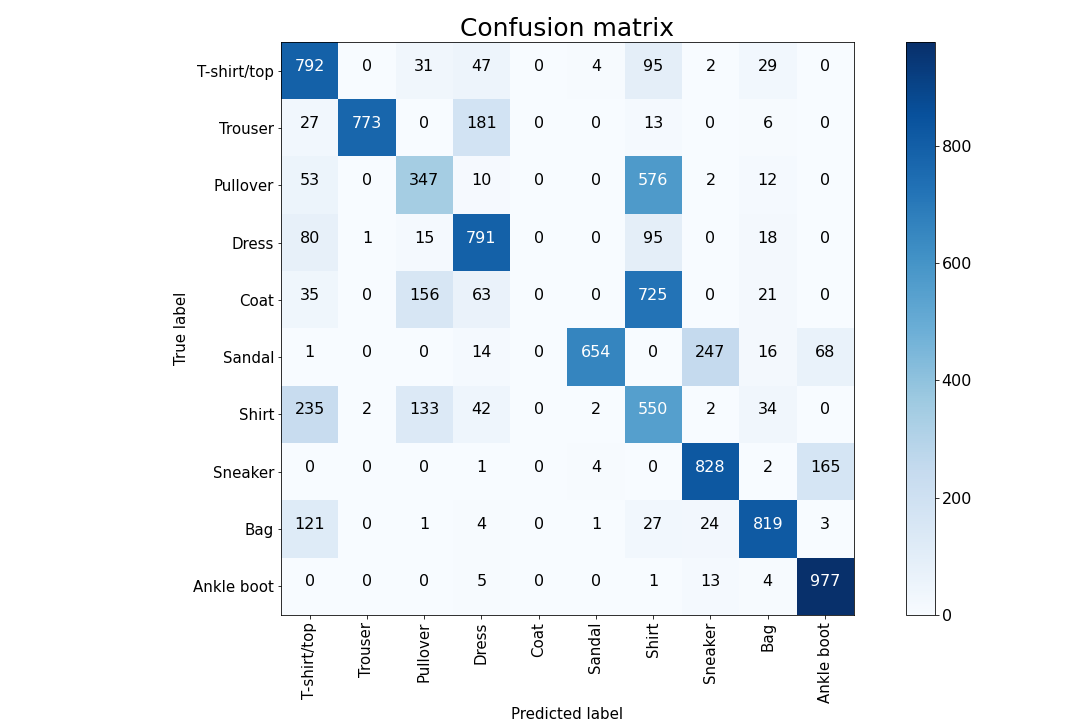 Confusion matrix
T-shirt/top 792 0 31 47 0 4 95 2 29 0
Trouser 27 773 0 181 0 0 13 0 6 0
Pullover 53 0 347 10 0 0 576 2 12 0
Dress 80 1 15 791 0 0 95 0 18 0
Coat 35 0 156 63 0 0 725 0 21 0
Sandal 1 0 0 14 0 654 0 247 16 68
Shirt 235 2 133 42 0 2 550 2 34 0
Sneaker 0 0 0 1 0 4 0 828 2 165
Bag 121 0 1 4 0 1 27 24 819 3
Ankle boot 0 0 0 5 0 0 1 13 4 977
True label
T-shirt/top Trouser Pullover Dress Coat Sandal Shirt Sneaker Bag Ankle boot
Predicted label
800
600
400
200
0